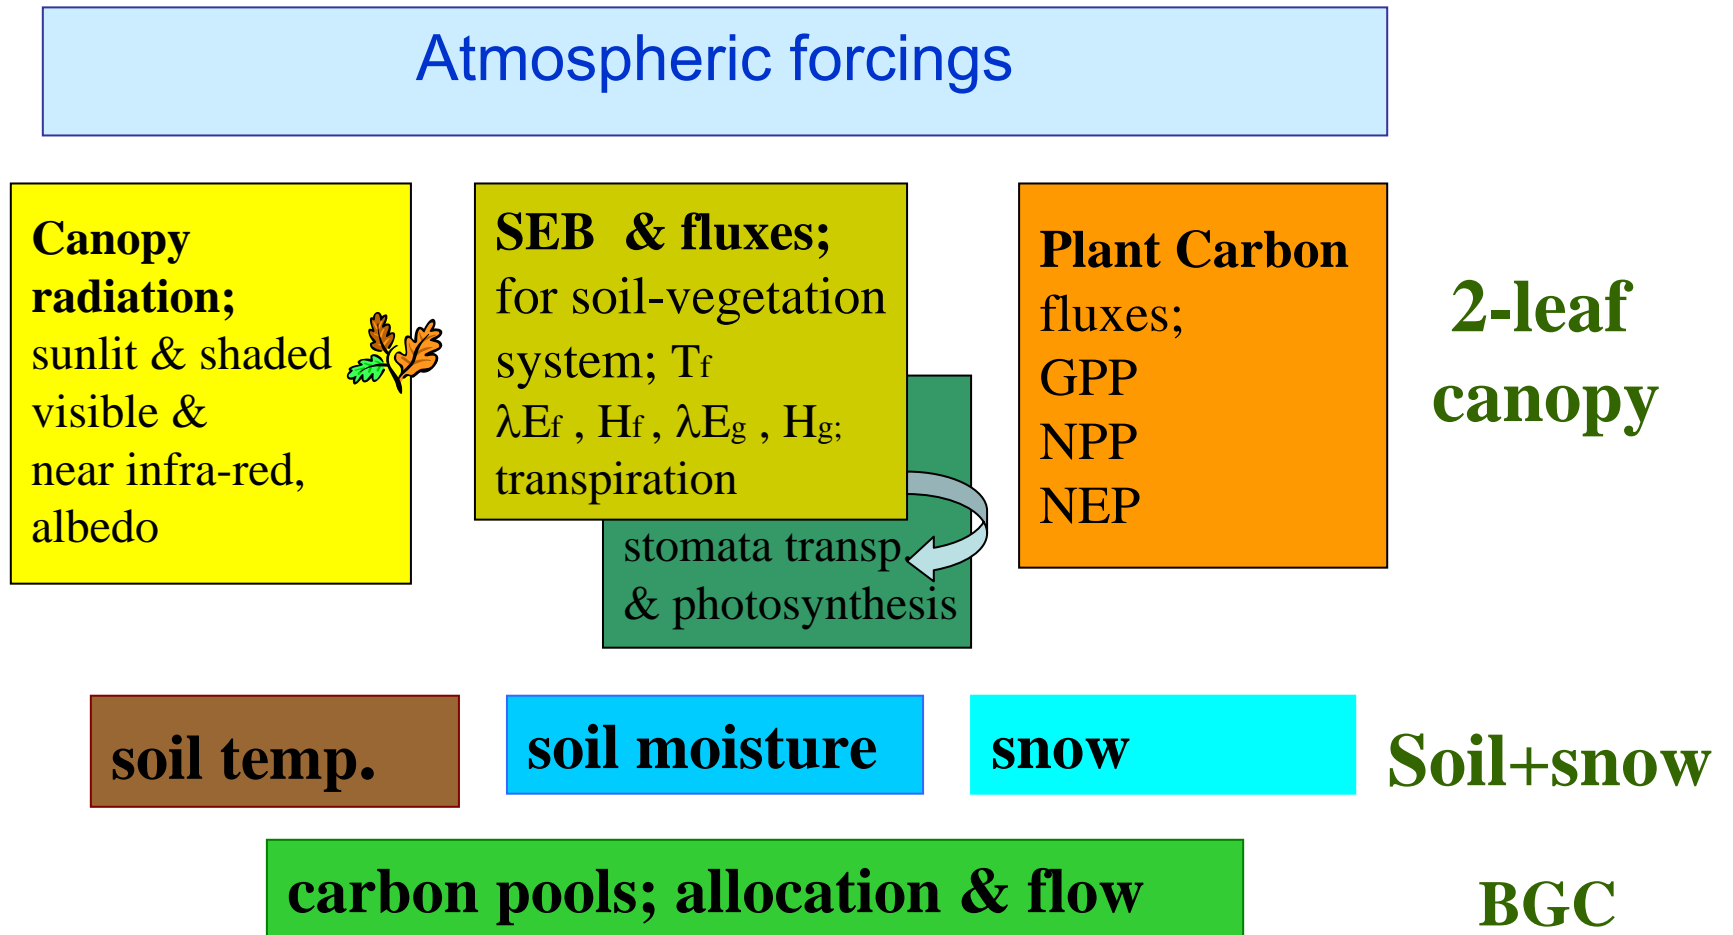 Atmospheric forcings
Canopy
radiation;
sunlit & shaded
visible &
near infra-red,
albedo
SEB & fluxes;
for soil-vegetation
system; Tf
λEf , Hf , λEg , Hg;
transpiration
stomata transp.
& photosynthesis
Plant Carbon
fluxes;
GPP
NPP
NEP
2-leaf
canopy
soil temp.
soil moisture
snow
Soil+snow
carbon pools; allocation & flow
BGC